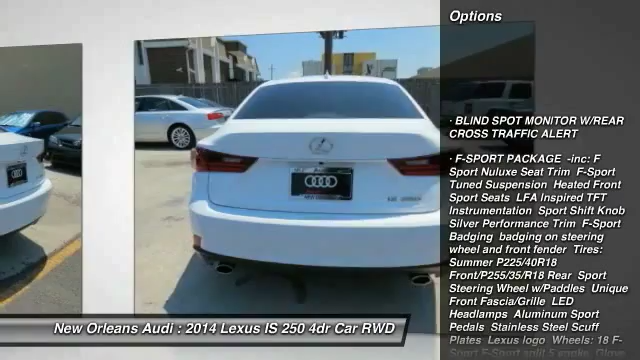 Options
· BLIND SPOT MONITOR W/REAR
CROSS TRAFFIC ALERT
· F-SPORT PACKAGE -inc: F
Sport Nuluxe Seat Trim F-Sport
Tuned Suspension Heated Front
Sport Seats LFA Inspired TFT
Instrumentation Sport Shift Knob
Silver Performance Trim F-Sport
Badging badging on steering
wheel and front fender Tires:
Summer P225/40R18
Front/P255/35/R18 Rear Sport
Steering Wheel w/Paddles Unique
Front Fascia/Grille LED
Headlamps Aluminum Sport
Pedals Stainless Steel Scuff
Plates Lexus logo Wheels: 18 F-
New Orleans Audi : 2014 Lexus IS 250 4dr Car RWD